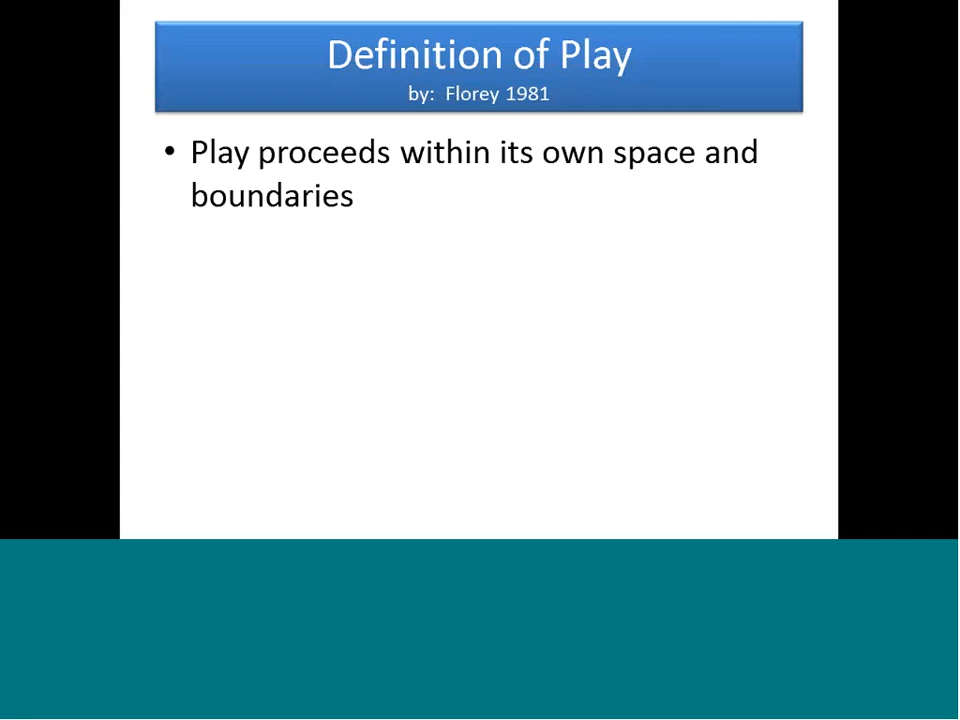 Definition of Play
by: Florey 1981
• Play proceeds within its own space and
boundaries